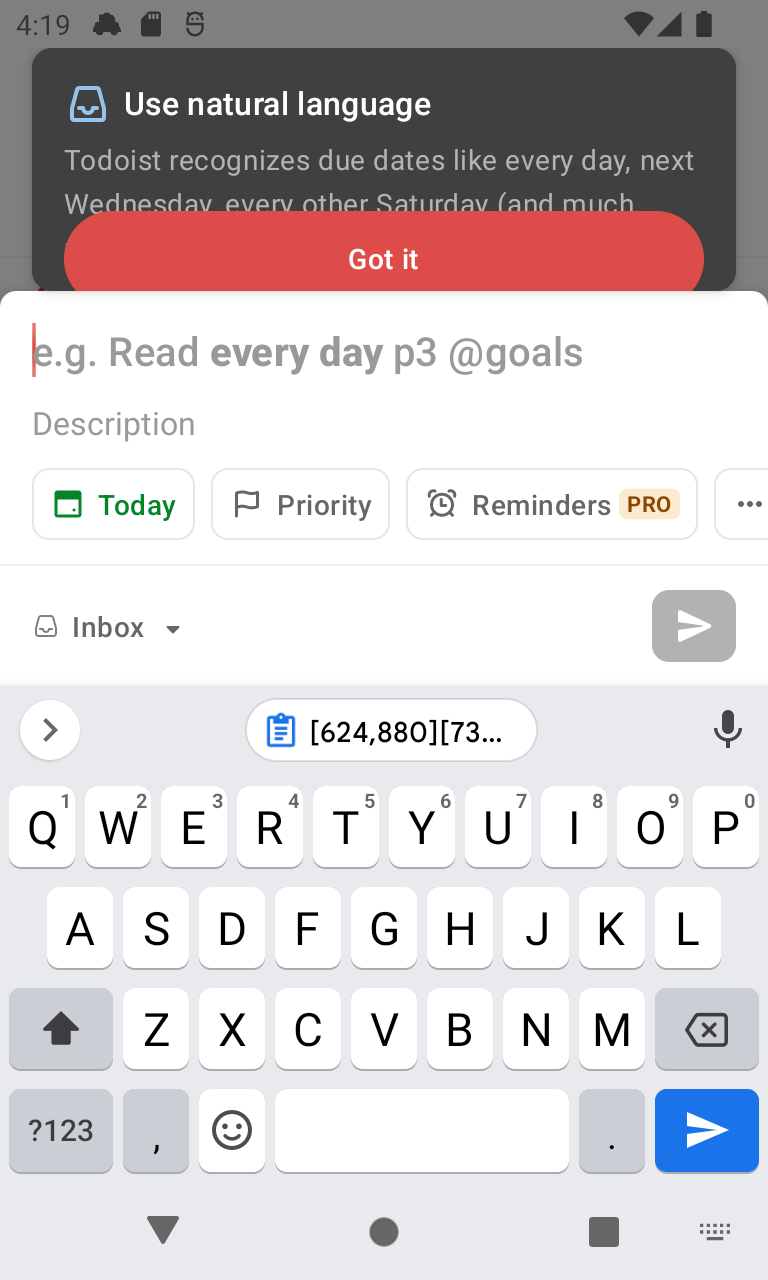 4:19
Use natural language
Todoist recognizes due dates like every day, next
Wednesday, every other Saturday (and much
Got it
e.g. Read every day p3 @goals
Description
Today
Priority
Reminders PRO
Inbox
[624,880][73...
Q1 W2 E3 R4 T5 Y6 U7 I8 O9 P0
A S D F G H J K L
Z X C V B N M
?123 , .